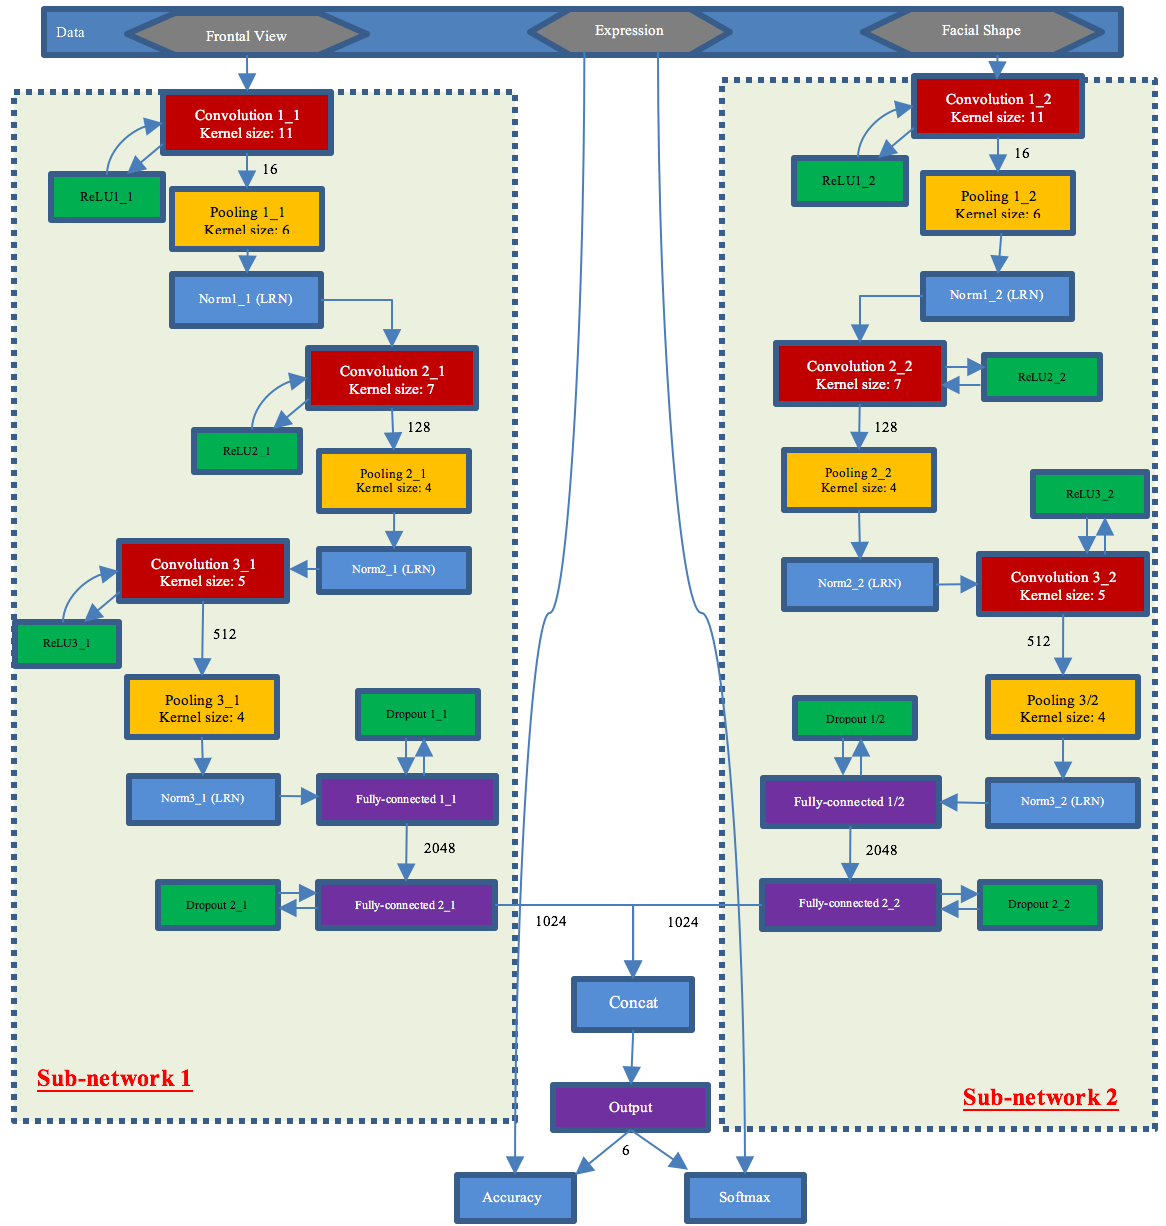 Data
Frontal View
Expression
Facial Shape
Convolution 1_1
Kernel size: 11
ReLU1_1
16
Pooling 1_1
Kernel size: 6
Norm1_1 (LRN)
Convolution 2_1
Kernel size: 7
ReLU2_1
128
Pooling 2_1
Kernel size: 4
Norm2_1 (LRN)
Convolution 3_1
Kernel size: 5
ReLU3_1
512
Pooling 3_1
Kernel size: 4
Norm3_1 (LRN)
Dropout 1_1
Fully-connected 1_1
2048
Dropout 2_1
Fully-connected 2_1
1024
Sub-network 1
Convolution 1_2
Kernel size: 11
ReLU1_2
16
Pooling 1_2
Kernel size: 6
Norm1_2 (LRN)
Convolution 2_2
Kernel size: 7
ReLU2_2
128
Pooling 2_2
Kernel size: 4
Norm2_2 (LRN)
ReLU3_2
Convolution 3_2
Kernel size: 5
512
Pooling 3/2
Kernel size: 4
Norm3_2 (LRN)
Dropout 1/2
Fully-connected 1/2
2048
Fully-connected 2_2
Dropout 2_2
1024
Sub-network 2
Concat
Output
6
Accuracy
Softmax